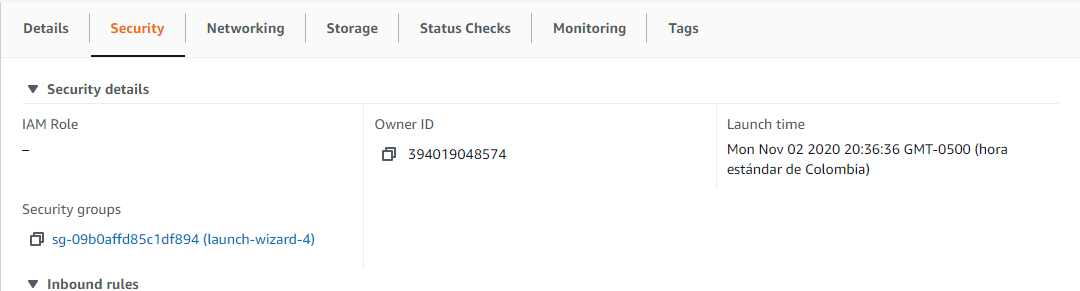 Details Security Networking Storage Status Checks Monitoring Tags
Security details
IAM Role
–
Owner ID
394019048574
Launch time
Mon Nov 02 2020 20:36:36 GMT-0500 (hora
estándar de Colombia)
Security groups
sg-09b0affd85c1df894 (launch-wizard-4)
Inbound rules